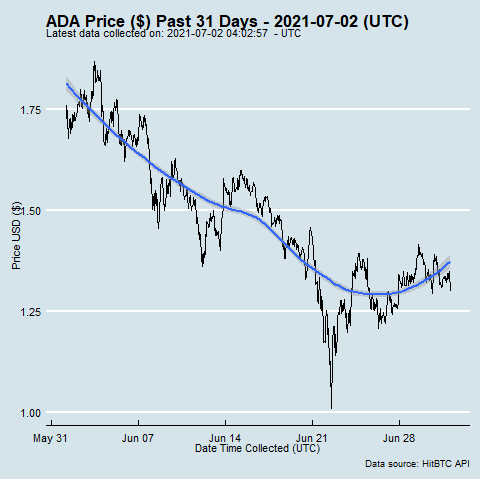 ADA Price ($) Past 31 Days - 2021-07-02 (UTC)
Latest data collected on: 2021-07-02 04:02:57 - UTC
Price USD ($)
1.75
1.50
1.25
1.00
May 31 Jun 07 Jun 14 Jun 21 Jun 28
Date Time Collected (UTC)
Data source: HitBTC API